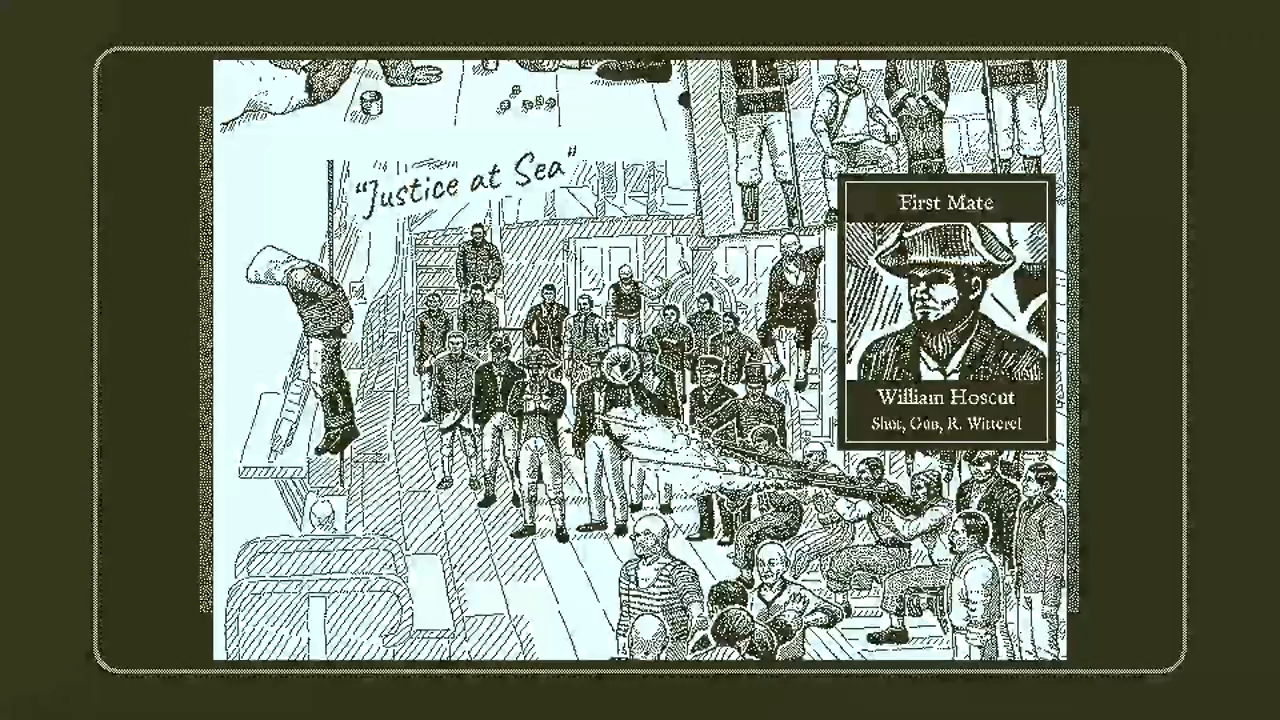 "Justice at Sea"
First Mate
William Hoscut
Shot, Gun, R. Witterel